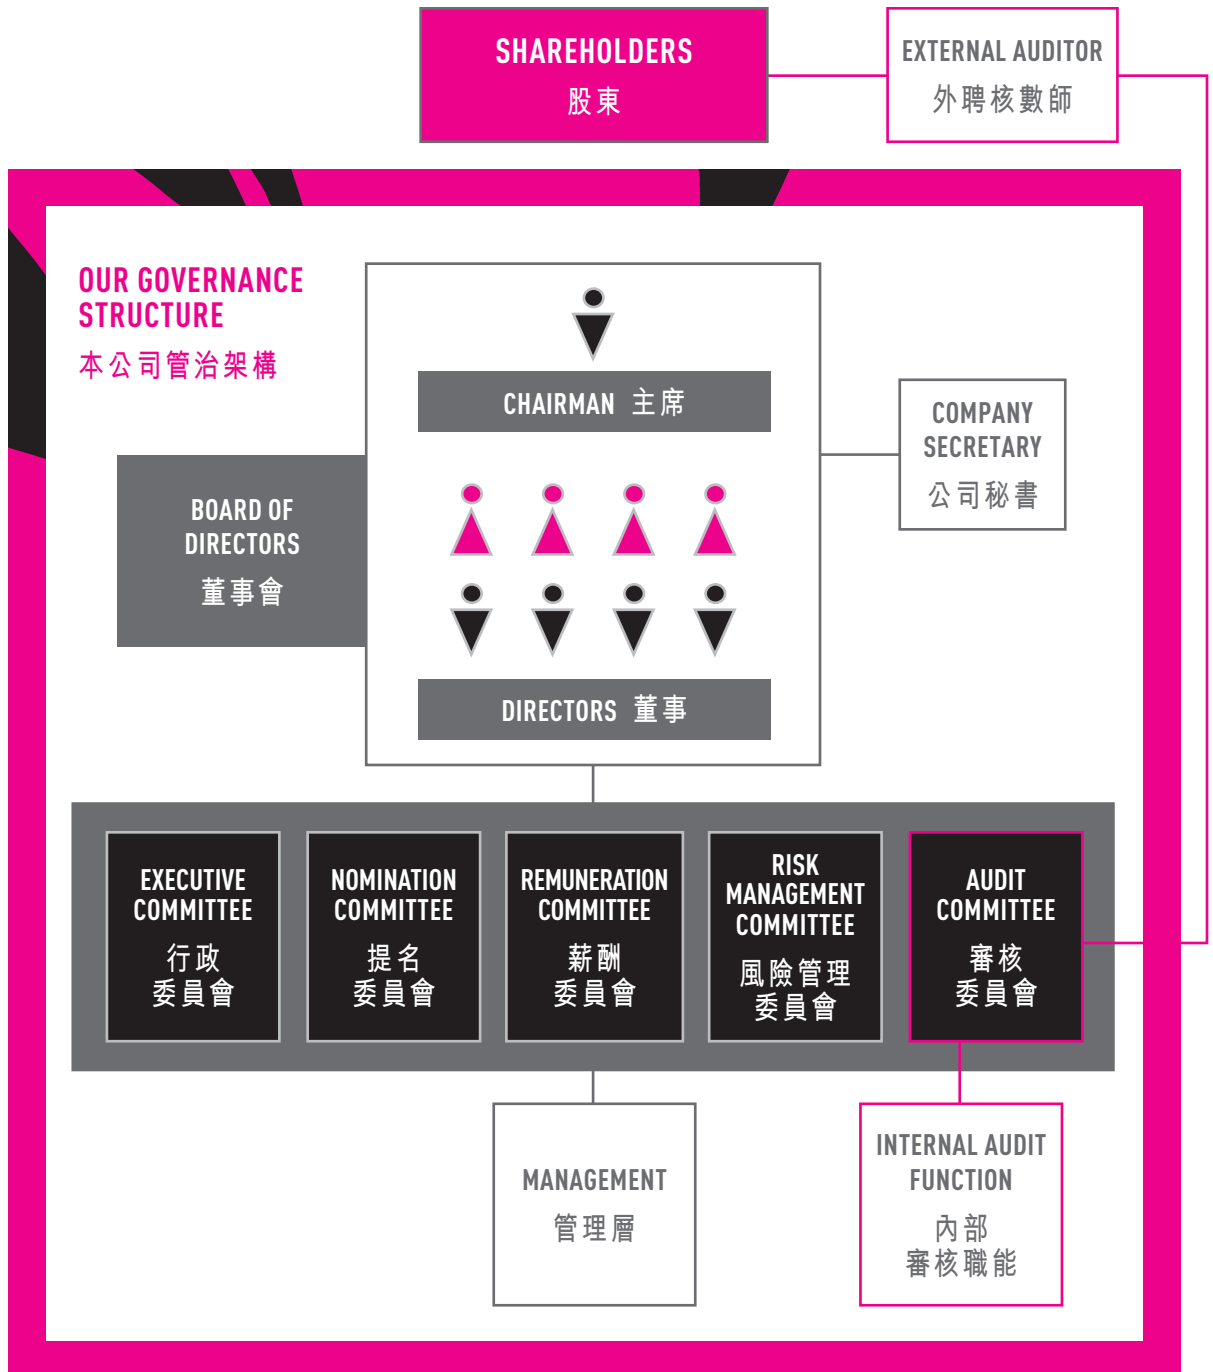 SHAREHOLDERS
股東
EXTERNAL AUDITOR
外聘核數師
OUR GOVERNANCE
STRUCTURE
本公司管治架構
CHAIRMAN 主席
COMPANY
SECRETARY
公司秘書
BOARD OF
DIRECTORS
董事會
DIRECTORS 董事
EXECUTIVE
COMMITTEE
行政
委員會
NOMINATION
COMMITTEE
提名
委員會
REMUNERATION
COMMITTEE
薪酬
委員會
RISK
MANAGEMENT
COMMITTEE
風險管理
委員會
AUDIT
COMMITTEE
審核
委員會
MANAGEMENT
管理層
INTERNAL AUDIT
FUNCTION
內部
審核職能